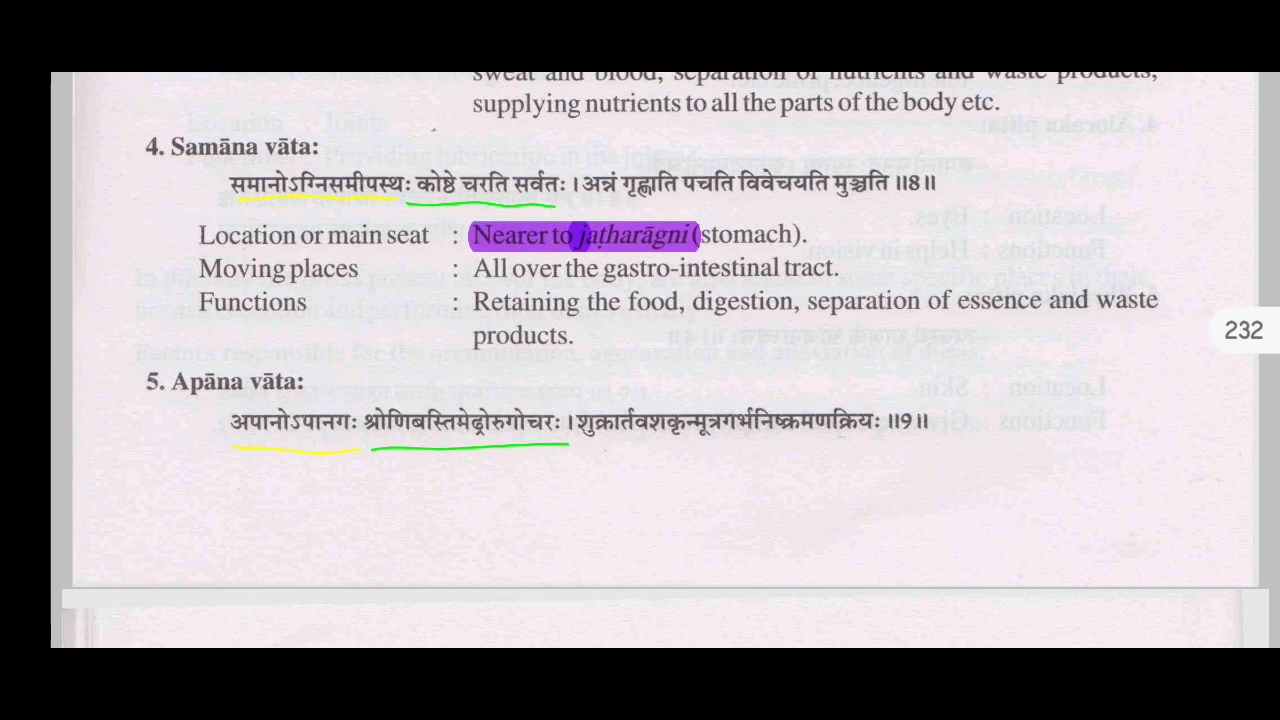 sweat and blood, separation of nutrients and waste products,
supplying nutrients to all the parts of the body etc.
4. Samāna vāta:
समानोऽग्निसमीपस्थः कोष्ठे चरति सर्वतः । अन्नं गृह्णाति पचति विवेचयति मुञ्चति ॥८॥
Location or main seat : Nearer to jaṭharāgni (stomach).
Moving places : All over the gastro-intestinal tract.
Functions : Retaining the food, digestion, separation of essence and waste
products.
232
5. Apāna vāta:
अपानोऽपानगः श्रोणिबस्तिमेढ्रोरुगोचरः । शुक्रार्तवशकृन्मूत्रगर्भनिष्क्रमणक्रियः ॥९॥